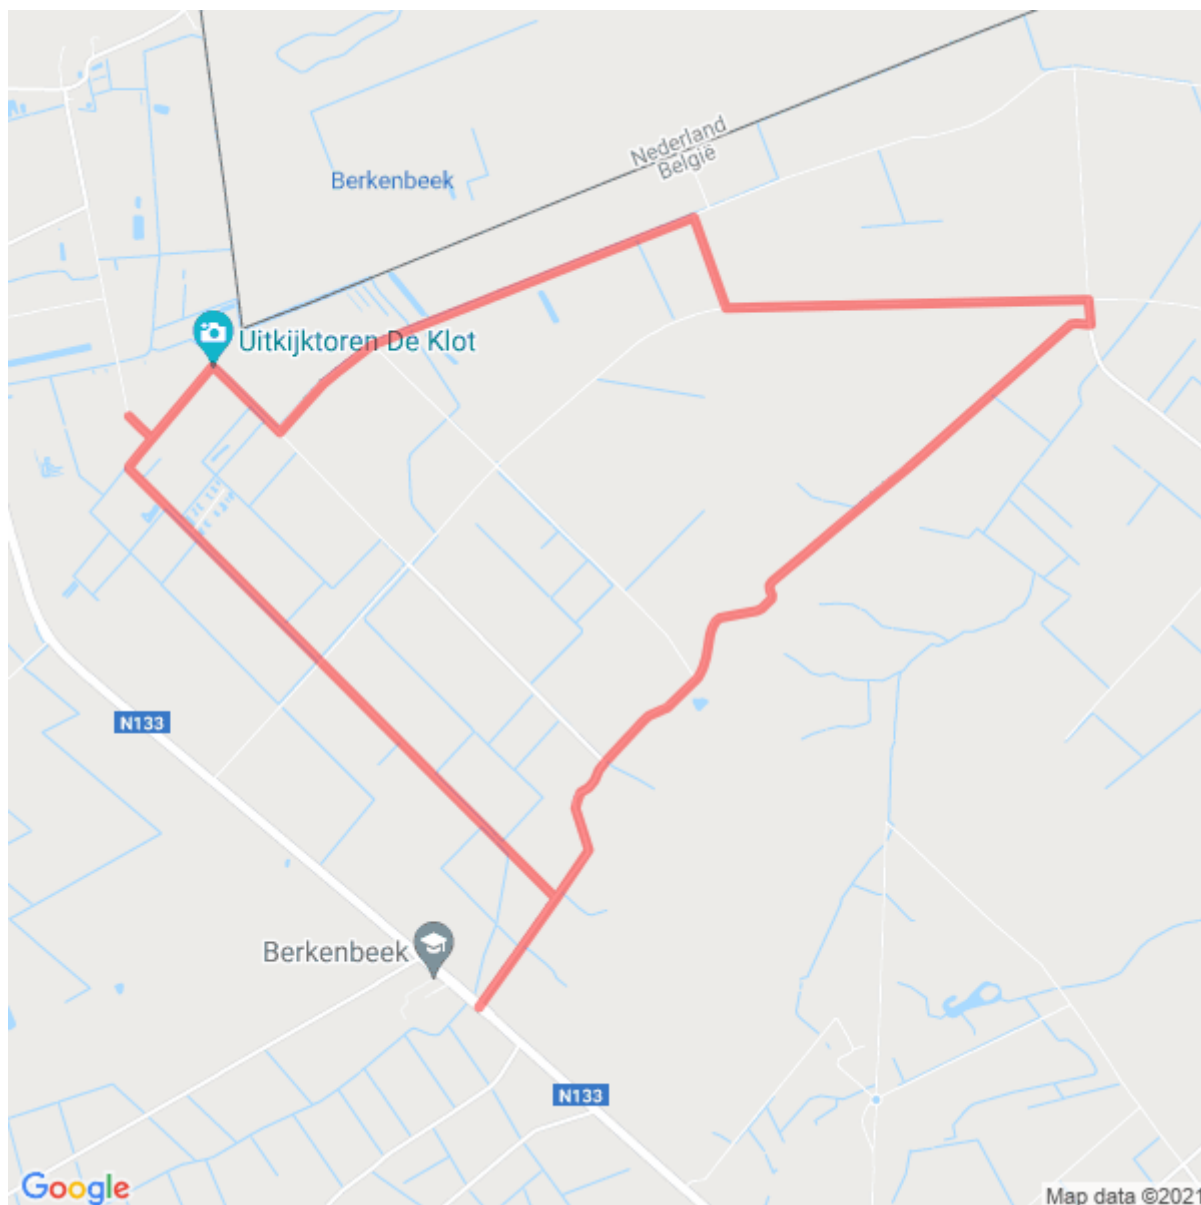 Nederland
België
Berkenbeek
Uitkijktoren De Klot
N133
Berkenbeek
N133
Google
Map data ©2021